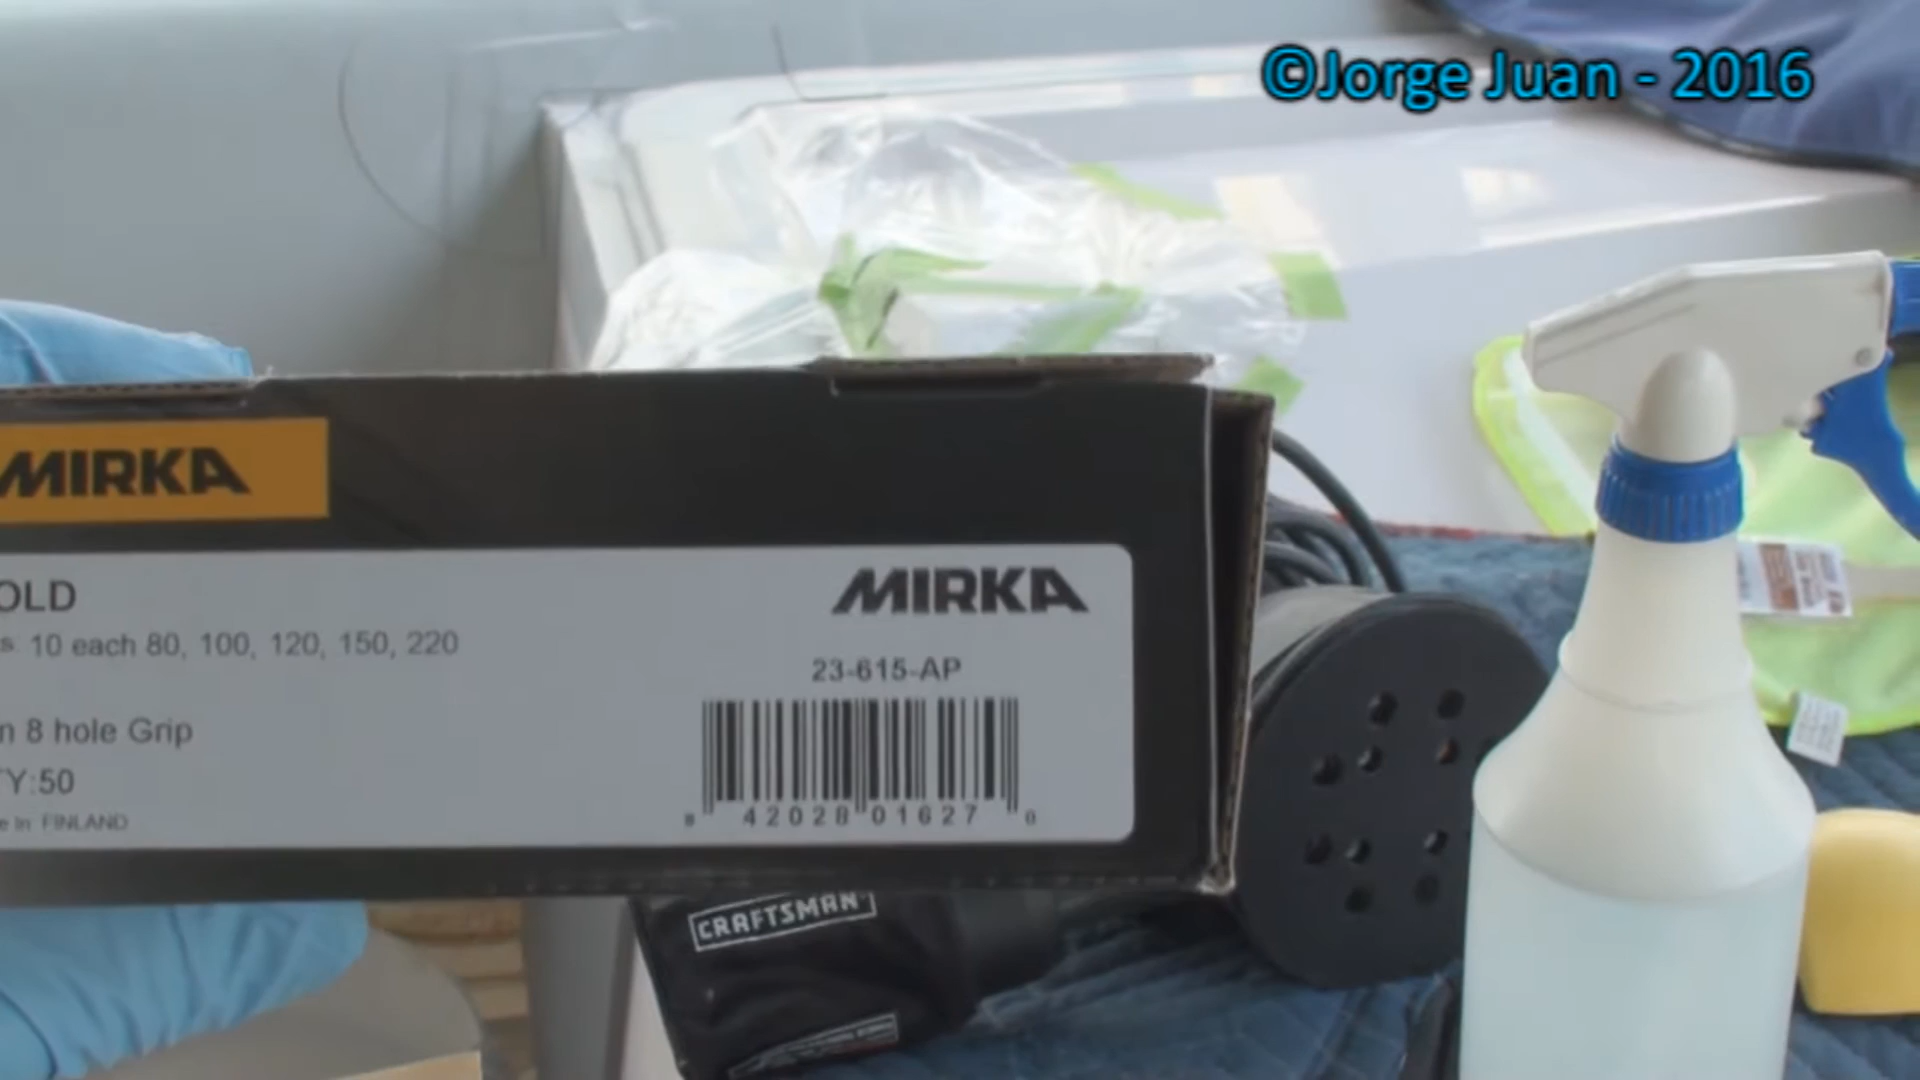 ©Jorge Juan - 2016
MIRKA
OLD
MIRKA
s 10 each 80, 100, 120, 150, 220
23-615-AP
n 8 hole Grip
TY:50
e In FINLAND
8 42028 01627 0
CRAFTSMAN